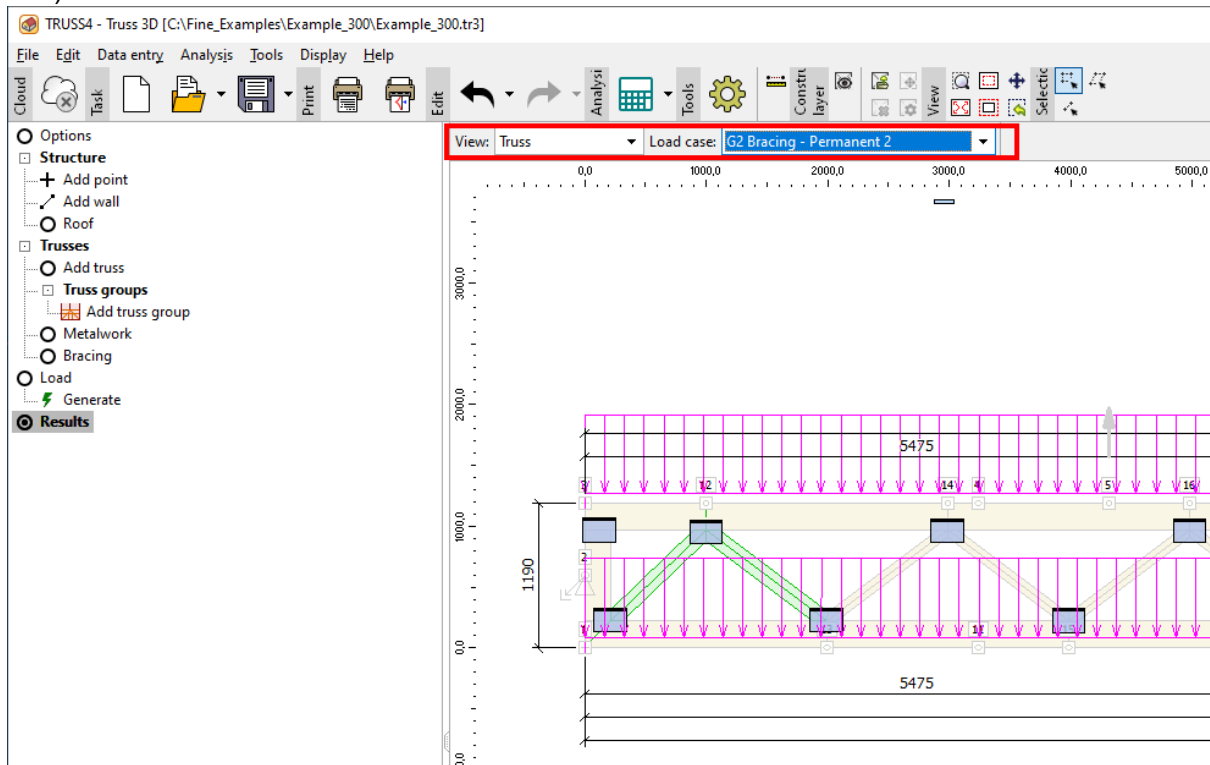 TRUSS4 - Truss 3D [C:\Fine_Examples\Example_300\Example_300.tr3]
File Edit Data entry Analysis Tools Display Help
Cloud Task Print Edit Analysi Tools Constru layer View Selectic
Options
Structure
Add point
Add wall
Roof
Trusses
Add truss
Truss groups
Add truss group
Metalwork
Bracing
Load
Generate
Results
View: Truss Load case: G2 Bracing - Permanent 2
0,0 1000,0 2000,0 3000,0 4000,0 5000,0
3000,0
2000,0
5475
3 12 14 4 5 16
1000,0
1190
2
1 11
0,0
5475